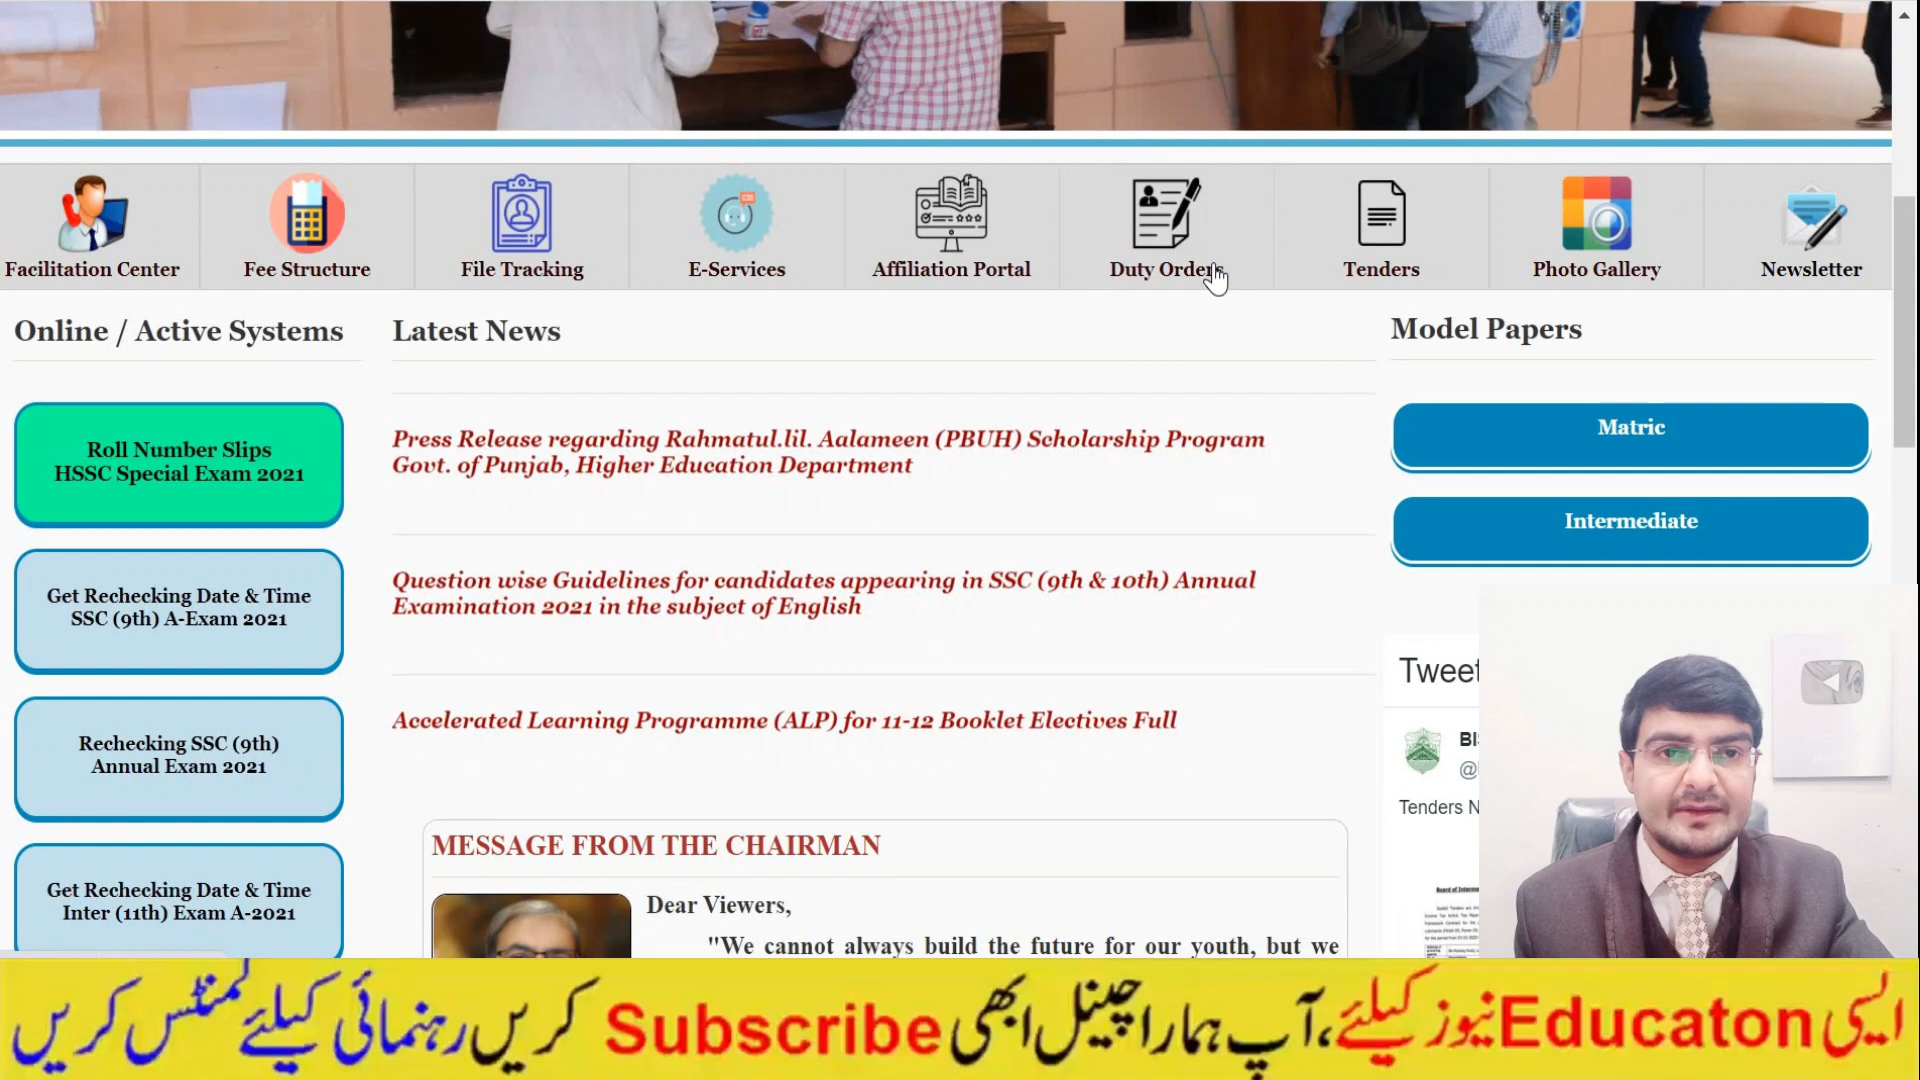 Facilitation Center
Fee Structure
File Tracking
E-Services
Affiliation Portal
Duty Orders
Tenders
Photo Gallery
Newsletter
Online / Active Systems
Roll Number Slips
HSSC Special Exam 2021
Get Rechecking Date & Time
SSC (9th) A-Exam 2021
Rechecking SSC (9th)
Annual Exam 2021
Get Rechecking Date & Time
Inter (11th) Exam A-2021
Latest News
Press Release regarding Rahmatul.lil. Aalameen (PBUH) Scholarship Program
Govt. of Punjab, Higher Education Department
Question wise Guidelines for candidates appearing in SSC (9th & 10th) Annual
Examination 2021 in the subject of English
Accelerated Learning Programme (ALP) for 11-12 Booklet Electives Full
MESSAGE FROM THE CHAIRMAN
Dear Viewers,
"We cannot always build the future for our youth, but we
Model Papers
Matric
Intermediate
Tweet
BI
@
Tenders N
ایسی Educaton نیوز کیلئے، آپ ہمارا چینل ابھی Subscribe کریں رہنمائی کیلئے کمنٹس کریں